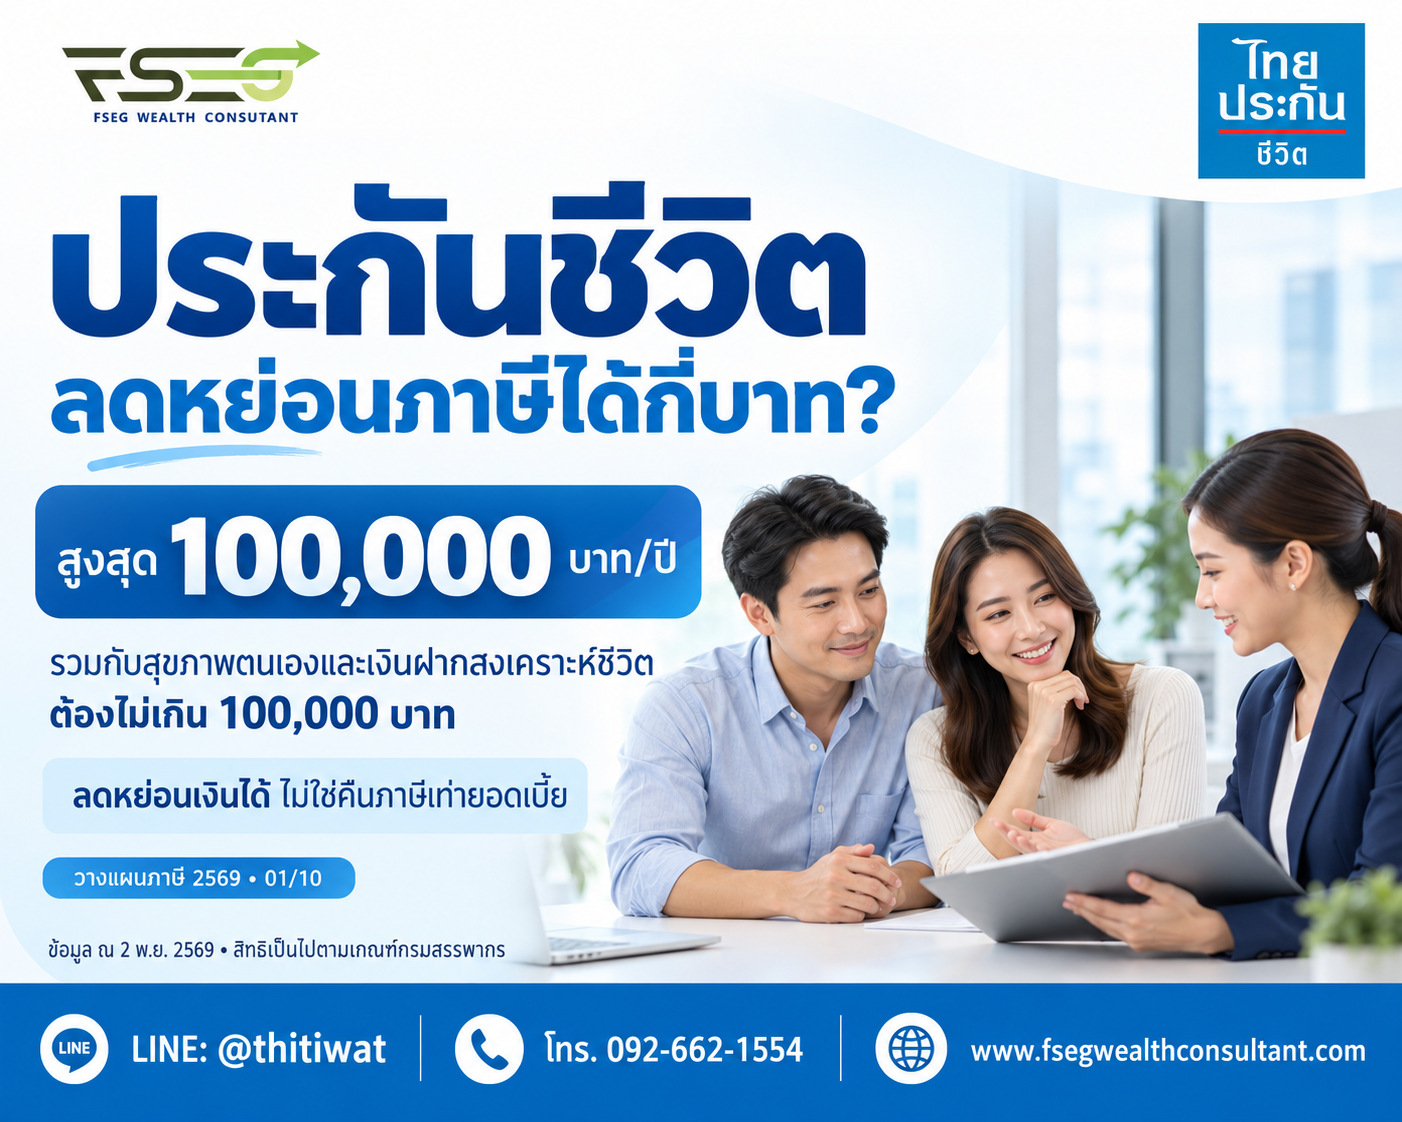 FSEG
FSEG WEALTH CONSUTANT
ไทย
ประกัน
ชีวิต
ประกันชีวิต
ลดหย่อนภาษีได้กี่บาท?
สูงสุด 100,000 บาท/ปี
รวมกับสุขภาพตนเองและเงินฝากสงเคราะห์ชีวิต
ต้องไม่เกิน 100,000 บาท
ลดหย่อนเงินได้ ไม่ใช่คืนภาษีเท่ายอดเบี้ย
วางแผนภาษี 2569 • 01/10
ข้อมูล ณ 2 พ.ย. 2569 • สิทธิเป็นไปตามเกณฑ์กรมสรรพากร
LINE LINE: @thitiwat โทร. 092-662-1554 www.fsegwealthconsultant.com